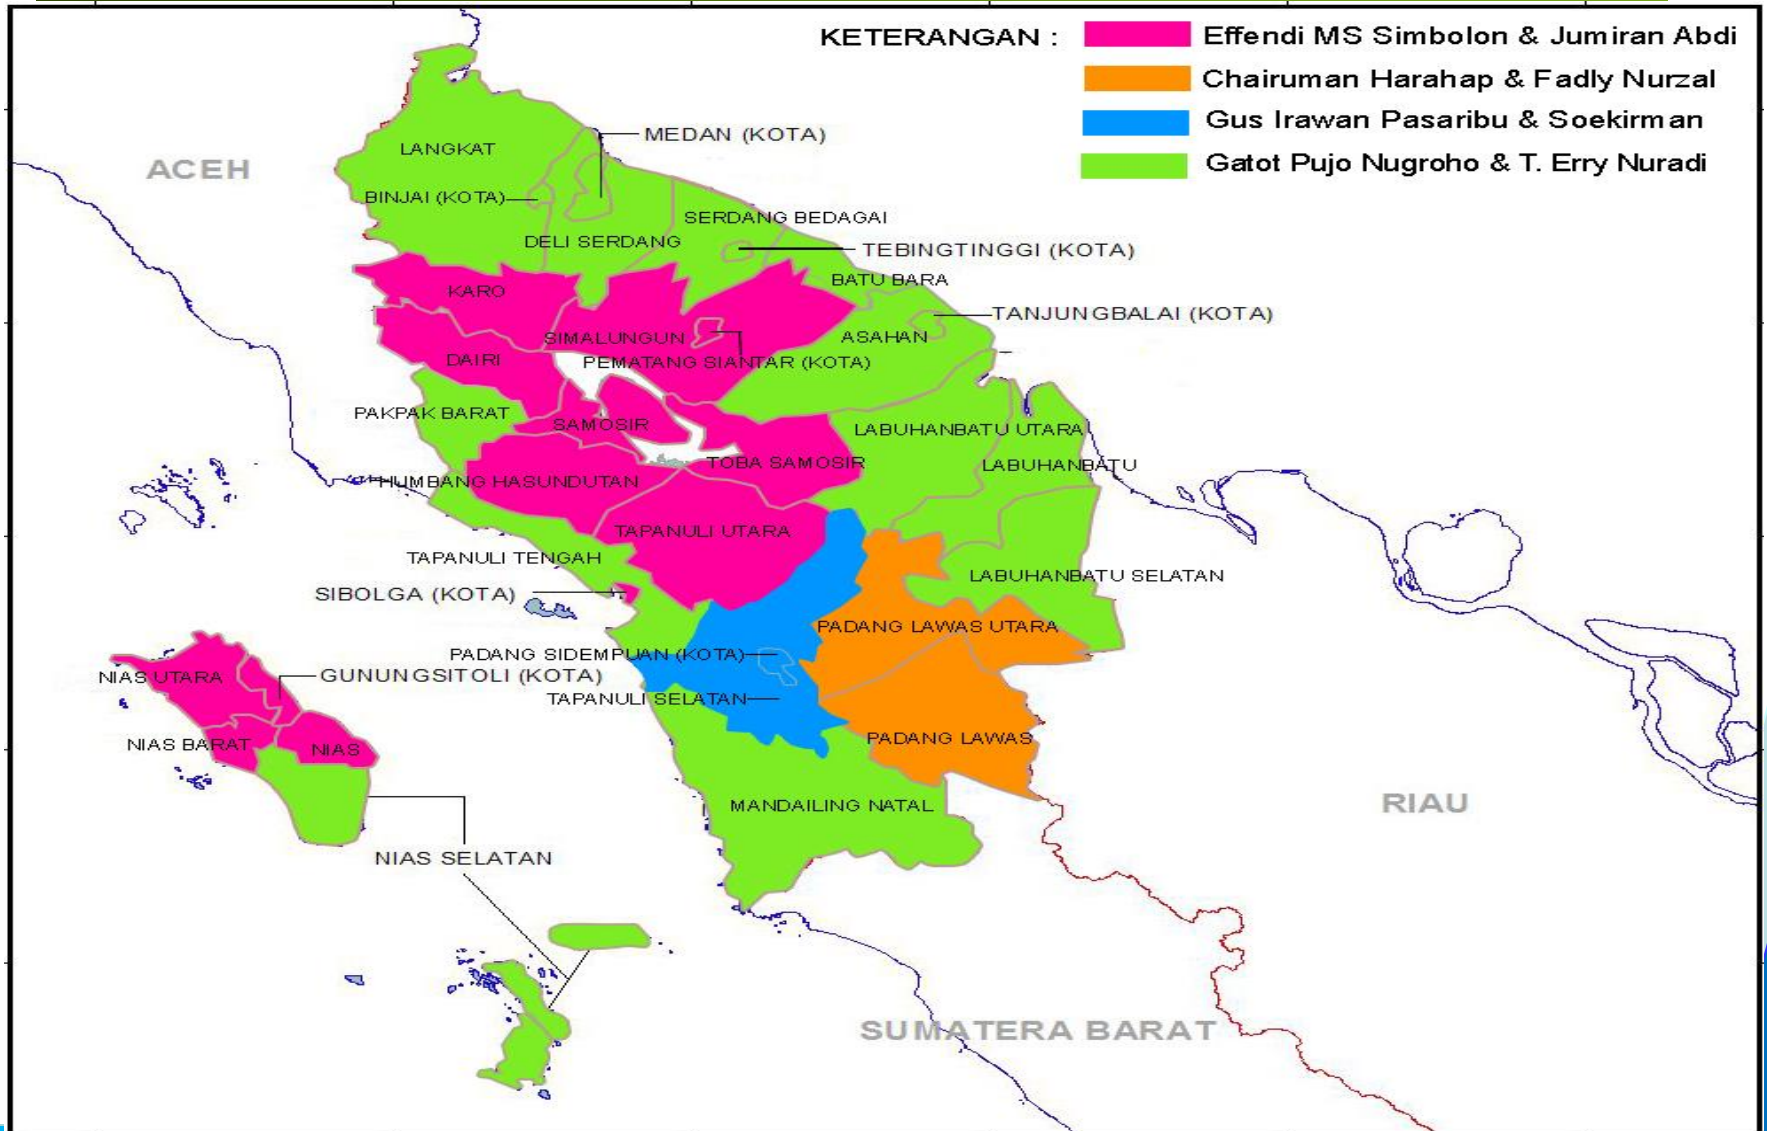 KETERANGAN :
Effendi MS Simbolon & Jumiran Abdi
Chairuman Harahap & Fadly Nurzal
Gus Irawan Pasaribu & Soekirman
Gatot Pujo Nugroho & T. Erry Nuradi
ACEH
LANGKAT
MEDAN (KOTA)
BINJAI (KOTA)
SERDANG BEDAGAI
DELI SERDANG
TEBINGTINGGI (KOTA)
BATU BARA
KARO
TANJUNGBALAI (KOTA)
SIMALUNGUN
ASAHAN
DAIRI
PEMATANG SIANTAR (KOTA)
PAKPAK BARAT
SAMOSIR
LABUHANBATU UTARA
TOBA SAMOSIR
LABUHANBATU
HUMBANG HASUNDUTAN
TAPANULI UTARA
TAPANULI TENGAH
LABUHANBATU SELATAN
SIBOLGA (KOTA)
PADANG LAWAS UTARA
PADANG SIDEMPUAN (KOTA)
NIAS UTARA
GUNUNGSITOLI (KOTA)
TAPANULI SELATAN
NIAS BARAT
NIAS
PADANG LAWAS
MANDAILING NATAL
RIAU
NIAS SELATAN
SUMATERA BARAT